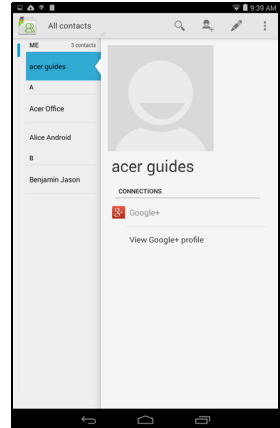 9:39 AM
All contacts
ME 3 contacts
acer guides
A
Acer Office
Alice Android
B
Benjamin Jason
acer guides
CONNECTIONS
8+ Google+
View Google+ profile